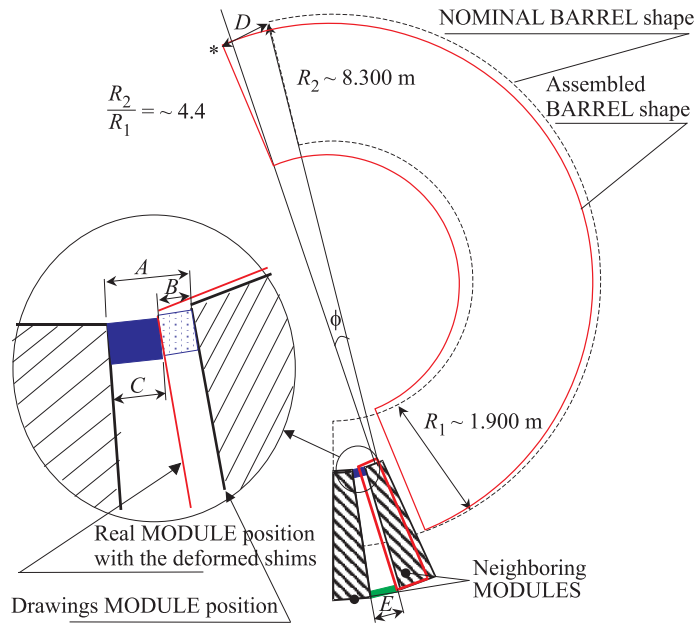 NOMINAL BARREL shape
D
*
R₂ ~ 8.300 m
Assembled
BARREL shape
R₂
R₁
= ~ 4.4
A
B
ϕ
C
R₁ ~ 1.900 m
Real MODULE position
with the deformed shims
Neighboring
MODULES
Drawings MODULE position
E